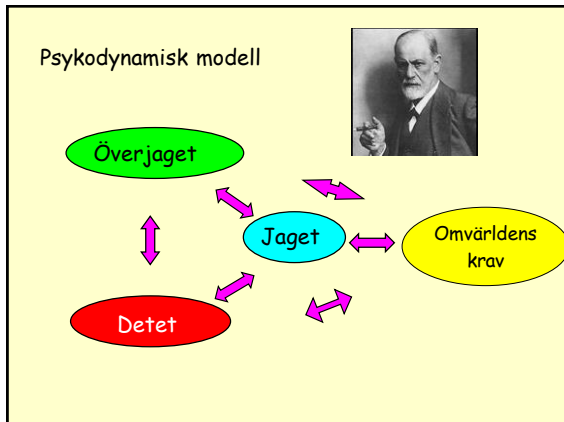 Psykodynamisk modell
Överjaget
Jaget
Omvärldens
krav
Detet